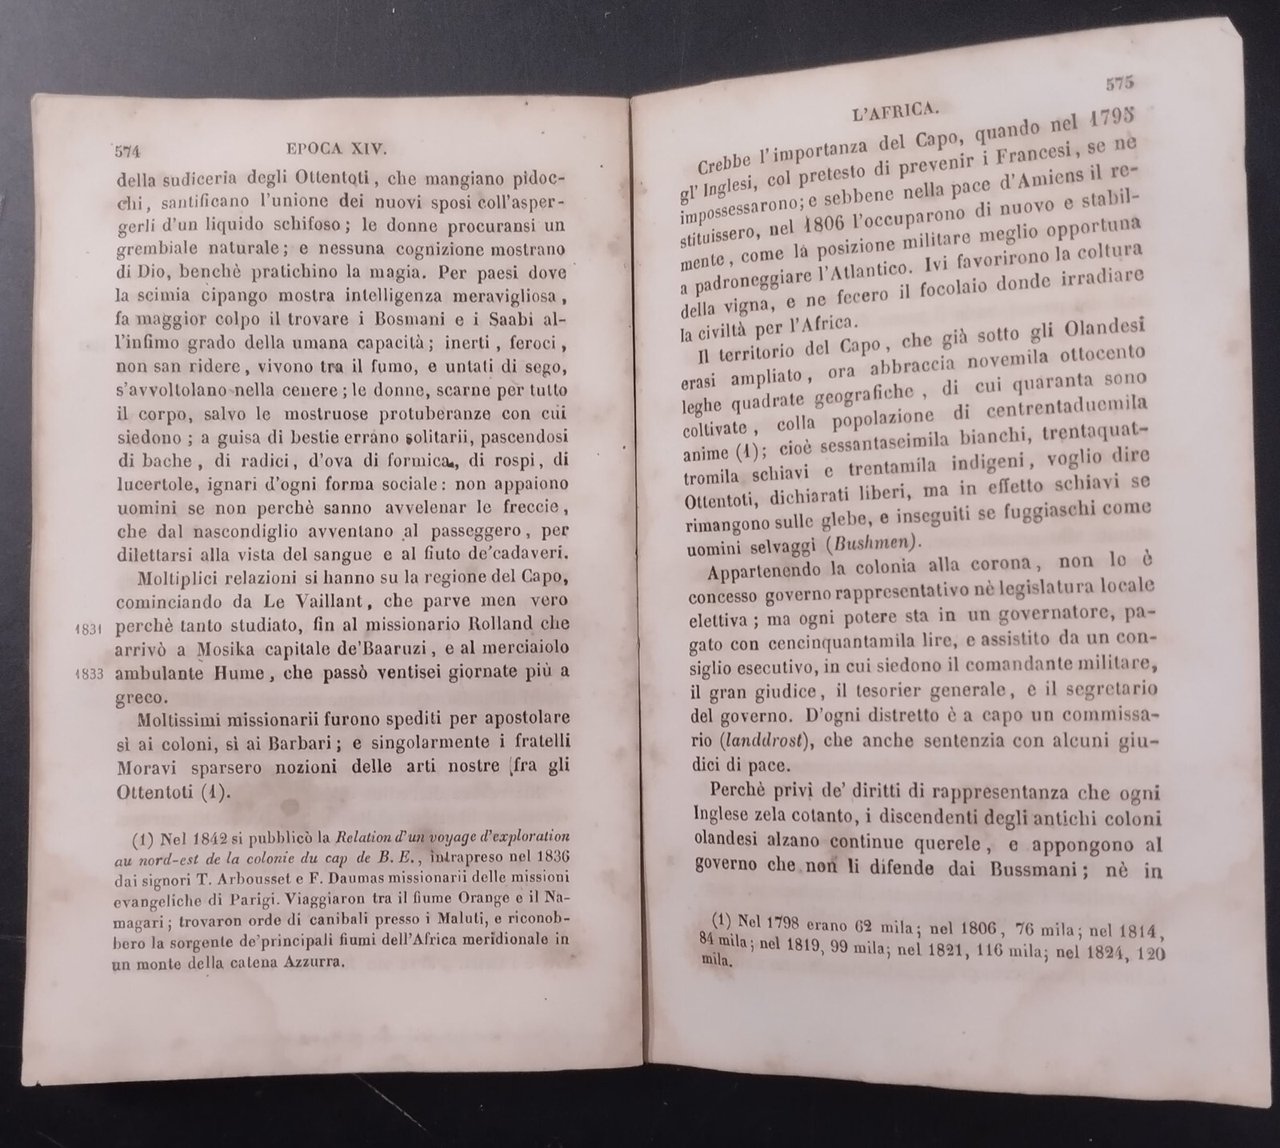 574
EPOCA XIV.
della sudiceria degli Ottentoti, che mangiano pidoc-
chi, santificano l'unione dei nuovi sposi coll'asper-
gerli d'un liquido schifoso; le donne procuransi un
grembiale naturale; e nessuna cognizione mostrano
di Dio, benchè pratichino la magia. Per paesi dove
la scimia cipango mostra intelligenza meravigliosa,
fa maggior colpo il trovare i Bosmani e i Saabi al-
l'infimo grado della umana capacità; inerti, feroci,
non san ridere, vivono tra il fumo, e untati di sego,
s'avvoltolano nella cenere; le donne, scarne per tutto
il corpo, salvo le mostruose protuberanze con cui
siedono; a guisa di bestie errano solitarii, pascendosi
di bache, di radici, d'ova di formica, di rospi, di
lucertole, ignari d'ogni forma sociale: non appaiono
uomini se non perchè sanno avvelenar le freccie,
che dal nascondiglio avventano al passeggero, per
dilettarsi alla vista del sangue e al fiuto de'cadaveri.
Moltiplici relazioni si hanno su la regione del Capo,
cominciando da Le Vaillant, che parve men vero
1831 perchè tanto studiato, fin al missionario Rolland che
arrivò a Mosika capitale de'Baaruzi, e al merciaiolo
1833 ambulante Hume, che passò ventisei giornate più a
greco.
Moltissimi missionarii furono spediti per apostolare
sì ai coloni, sì ai Barbari; e singolarmente i fratelli
Moravi sparsero nozioni delle arti nostre fra gli
Ottentoti (1).
(1) Nel 1842 si pubblicò la Relation d'un voyage d'exploration
au nord-est de la colonie du cap de B. E., intrapreso nel 1836
dai signori T. Arbousset e F. Daumas missionarii delle missioni
evangeliche di Parigi. Viaggiaron tra il fiume Orange e il Na-
magari; trovaron orde di canibali presso i Maluti, e riconob-
bero la sorgente de'principali fiumi dell'Africa meridionale in
un monte della catena Azzurra.
575
L'AFRICA.
Crebbe l'importanza del Capo, quando nel 1795
gl'Inglesi, col pretesto di prevenir i Francesi, se ne
impossessarono; e sebbene nella pace d'Amiens il re-
stituissero, nel 1806 l'occuparono di nuovo e stabil-
mente, come la posizione militare meglio opportuna
a padroneggiare l'Atlantico. Ivi favorirono la coltura
della vigna, e ne fecero il focolaio donde irradiare
la civiltà per l'Africa.
Il territorio del Capo, che già sotto gli Olandesi
erasi ampliato, ora abbraccia novemila ottocento
leghe quadrate geografiche, di cui quaranta sono
coltivate, colla popolazione di centrentaduemila
anime (1); cioè sessantaseimila bianchi, trentaquat-
tromila schiavi e trentamila indigeni, voglio dire
Ottentoti, dichiarati liberi, ma in effetto schiavi se
rimangono sulle glebe, e inseguiti se fuggiaschi come
uomini selvaggi (Bushmen).
Appartenendo la colonia alla corona, non le è
concesso governo rappresentativo nè legislatura locale
elettiva; ma ogni potere sta in un governatore, pa-
gato con cencinquantamila lire, e assistito da un con-
siglio esecutivo, in cui siedono il comandante militare,
il gran giudice, il tesorier generale, e il segretario
del governo. D'ogni distretto è a capo un commissa-
rio (landdrost), che anche sentenzia con alcuni giu-
dici di pace.
Perchè privi de' diritti di rappresentanza che ogni
Inglese zela cotanto, i discendenti degli antichi coloni
olandesi alzano continue querele, e appongono al
governo che non li difende dai Bussmani; nè in
(1) Nel 1798 erano 62 mila; nel 1806, 76 mila; nel 1814,
84 mila; nel 1819, 99 mila; nel 1821, 116 mila; nel 1824, 120
mila.